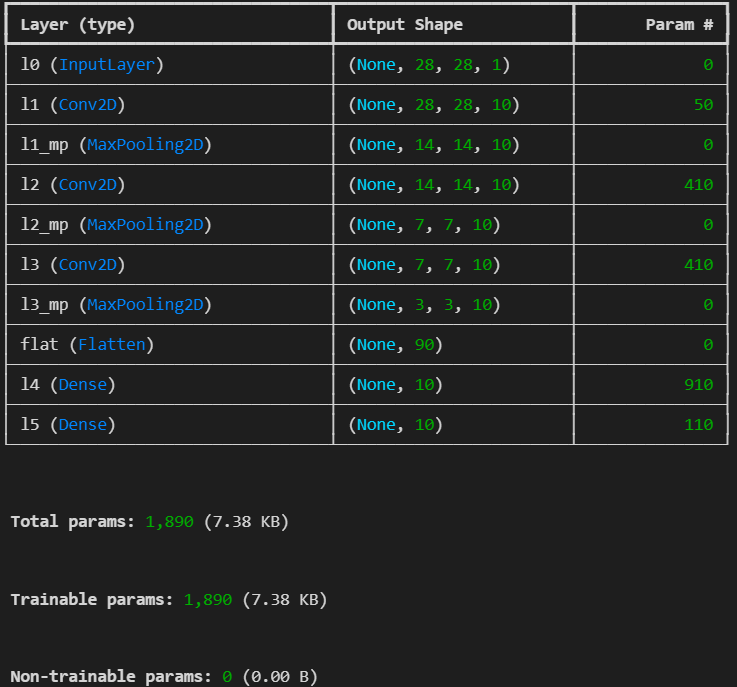 Layer (type) Output Shape Param #
l0 (InputLayer) (None, 28, 28, 1) 0
l1 (Conv2D) (None, 28, 28, 10) 50
l1_mp (MaxPooling2D) (None, 14, 14, 10) 0
l2 (Conv2D) (None, 14, 14, 10) 410
l2_mp (MaxPooling2D) (None, 7, 7, 10) 0
l3 (Conv2D) (None, 7, 7, 10) 410
l3_mp (MaxPooling2D) (None, 3, 3, 10) 0
flat (Flatten) (None, 90) 0
l4 (Dense) (None, 10) 910
l5 (Dense) (None, 10) 110
Total params: 1,890 (7.38 KB)
Trainable params: 1,890 (7.38 KB)
Non-trainable params: 0 (0.00 B)